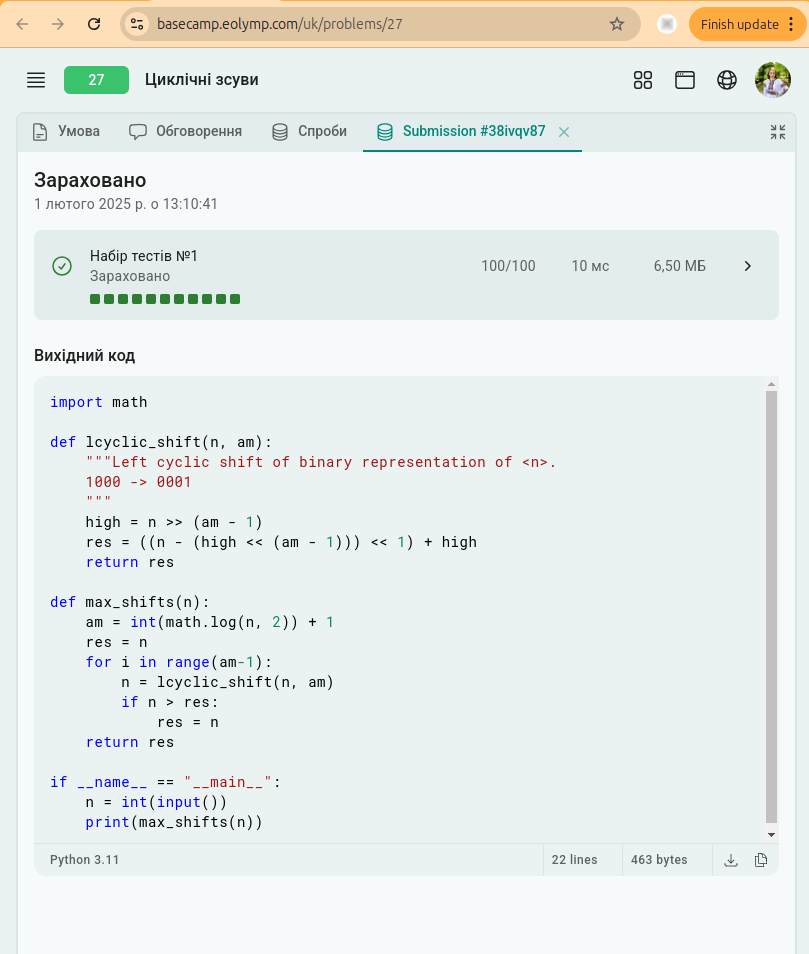 basecamp.eolymp.com/uk/problems/27
Finish update
27
Циклічні зсуви
Умова
Обговорення
Спроби
Submission #38ivqv87
Зараховано
1 лютого 2025 р. о 13:10:41
Набір тестів №1
Зараховано
100/100
10 мс
6,50 МБ
Вихідний код
import math
def lcyclic_shift(n, am):
"""Left cyclic shift of binary representation of <n>.
1000 -> 0001
"""
high = n >> (am - 1)
res = ((n - (high << (am - 1))) << 1) + high
return res
def max_shifts(n):
am = int(math.log(n, 2)) + 1
res = n
for i in range(am-1):
n = lcyclic_shift(n, am)
if n > res:
res = n
return res
if __name__ == "__main__":
n = int(input())
print(max_shifts(n))
Python 3.11
22 lines
463 bytes